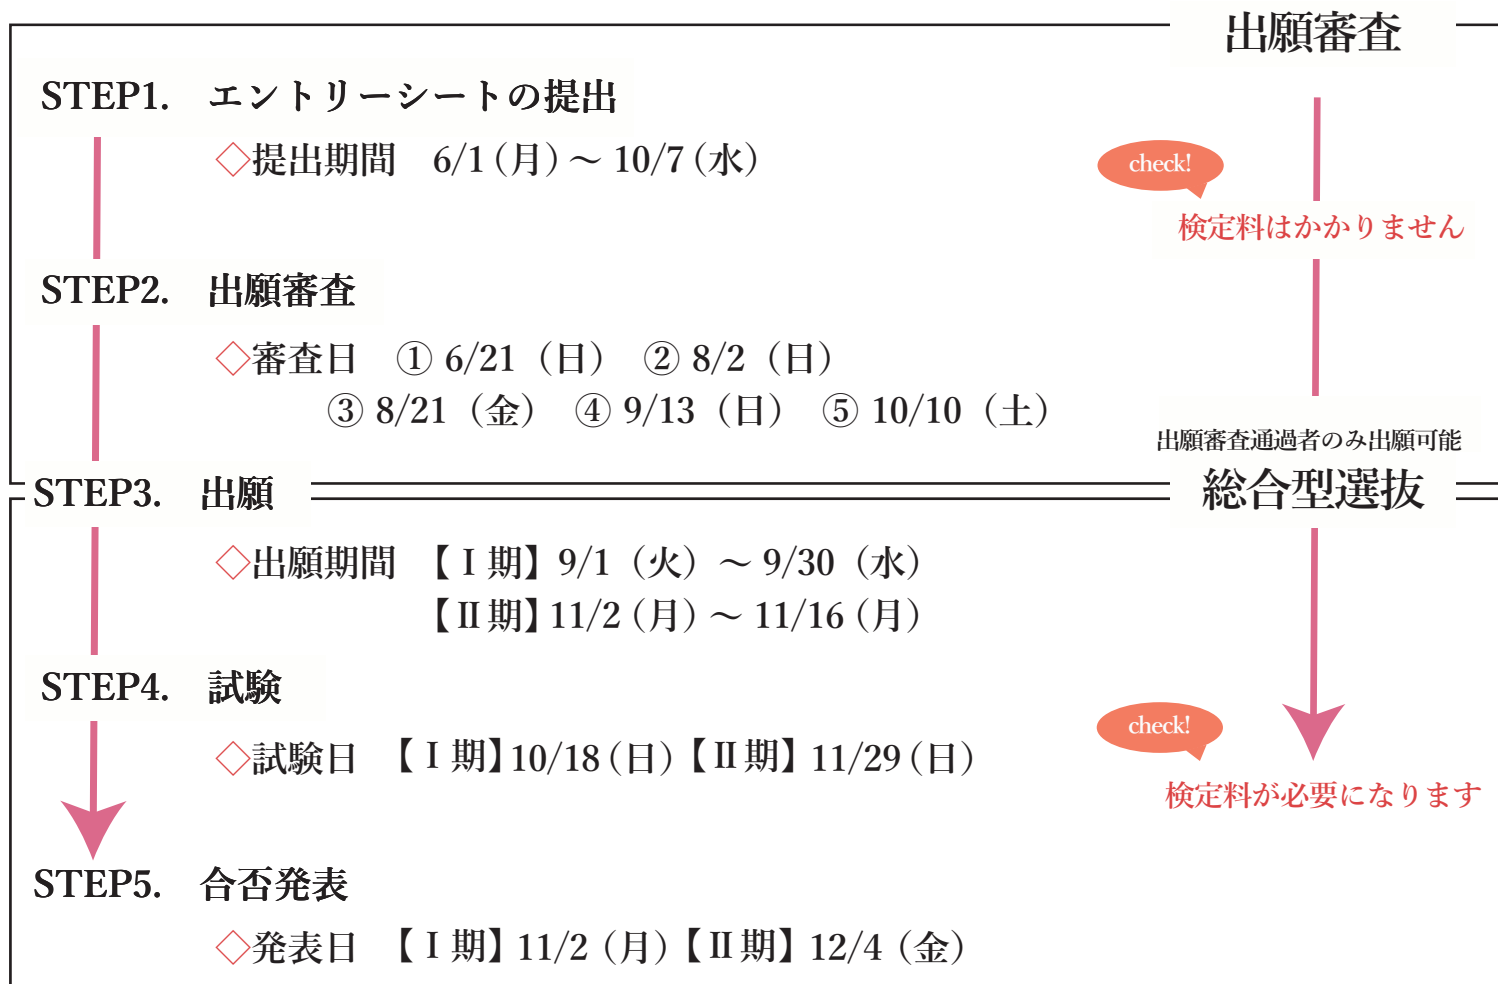 出願審査
STEP1. エントリーシートの提出
◇提出期間 6/1(月)～10/7(水)
check!
検定料はかかりません
STEP2. 出願審査
◇審査日 ① 6/21（日） ② 8/2（日）
③ 8/21（金） ④ 9/13（日） ⑤ 10/10（土）
出願審査通過者のみ出願可能
総合型選抜
STEP3. 出願
◇出願期間 【Ⅰ期】9/1（火）～9/30（水）
【Ⅱ期】11/2(月)～11/16(月)
STEP4. 試験
◇試験日 【Ⅰ期】10/18(日)【Ⅱ期】11/29(日)
check!
検定料が必要になります
STEP5. 合否発表
◇発表日 【Ⅰ期】11/2(月)【Ⅱ期】12/4(金)